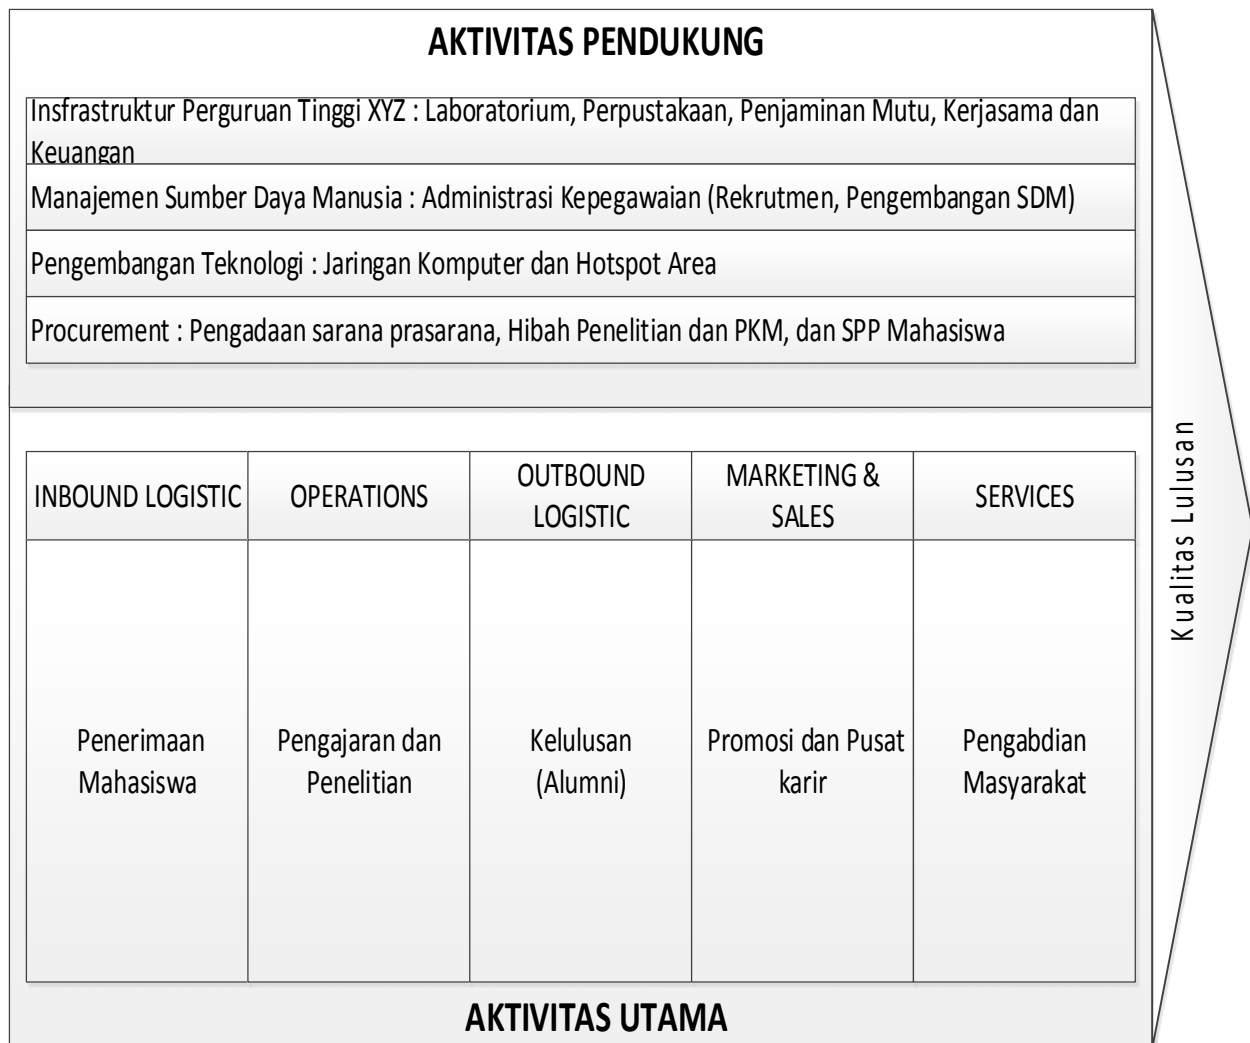 AKTIVITAS PENDUKUNG
Insfrastruktur Perguruan Tinggi XYZ : Laboratorium, Perpustakaan, Penjaminan Mutu, Kerjasama dan
Keuangan
Manajemen Sumber Daya Manusia : Administrasi Kepegawaian (Rekrutmen, Pengembangan SDM)
Pengembangan Teknologi : Jaringan Komputer dan Hotspot Area
Procurement : Pengadaan sarana prasarana, Hibah Penelitian dan PKM, dan SPP Mahasiswa
INBOUND LOGISTIC
OPERATIONS
OUTBOUND
LOGISTIC
MARKETING &
SALES
SERVICES
Penerimaan
Mahasiswa
Pengajaran dan
Penelitian
Kelulusan
(Alumni)
Promosi dan Pusat
karir
Pengabdian
Masyarakat
AKTIVITAS UTAMA
Kualitas Lulusan